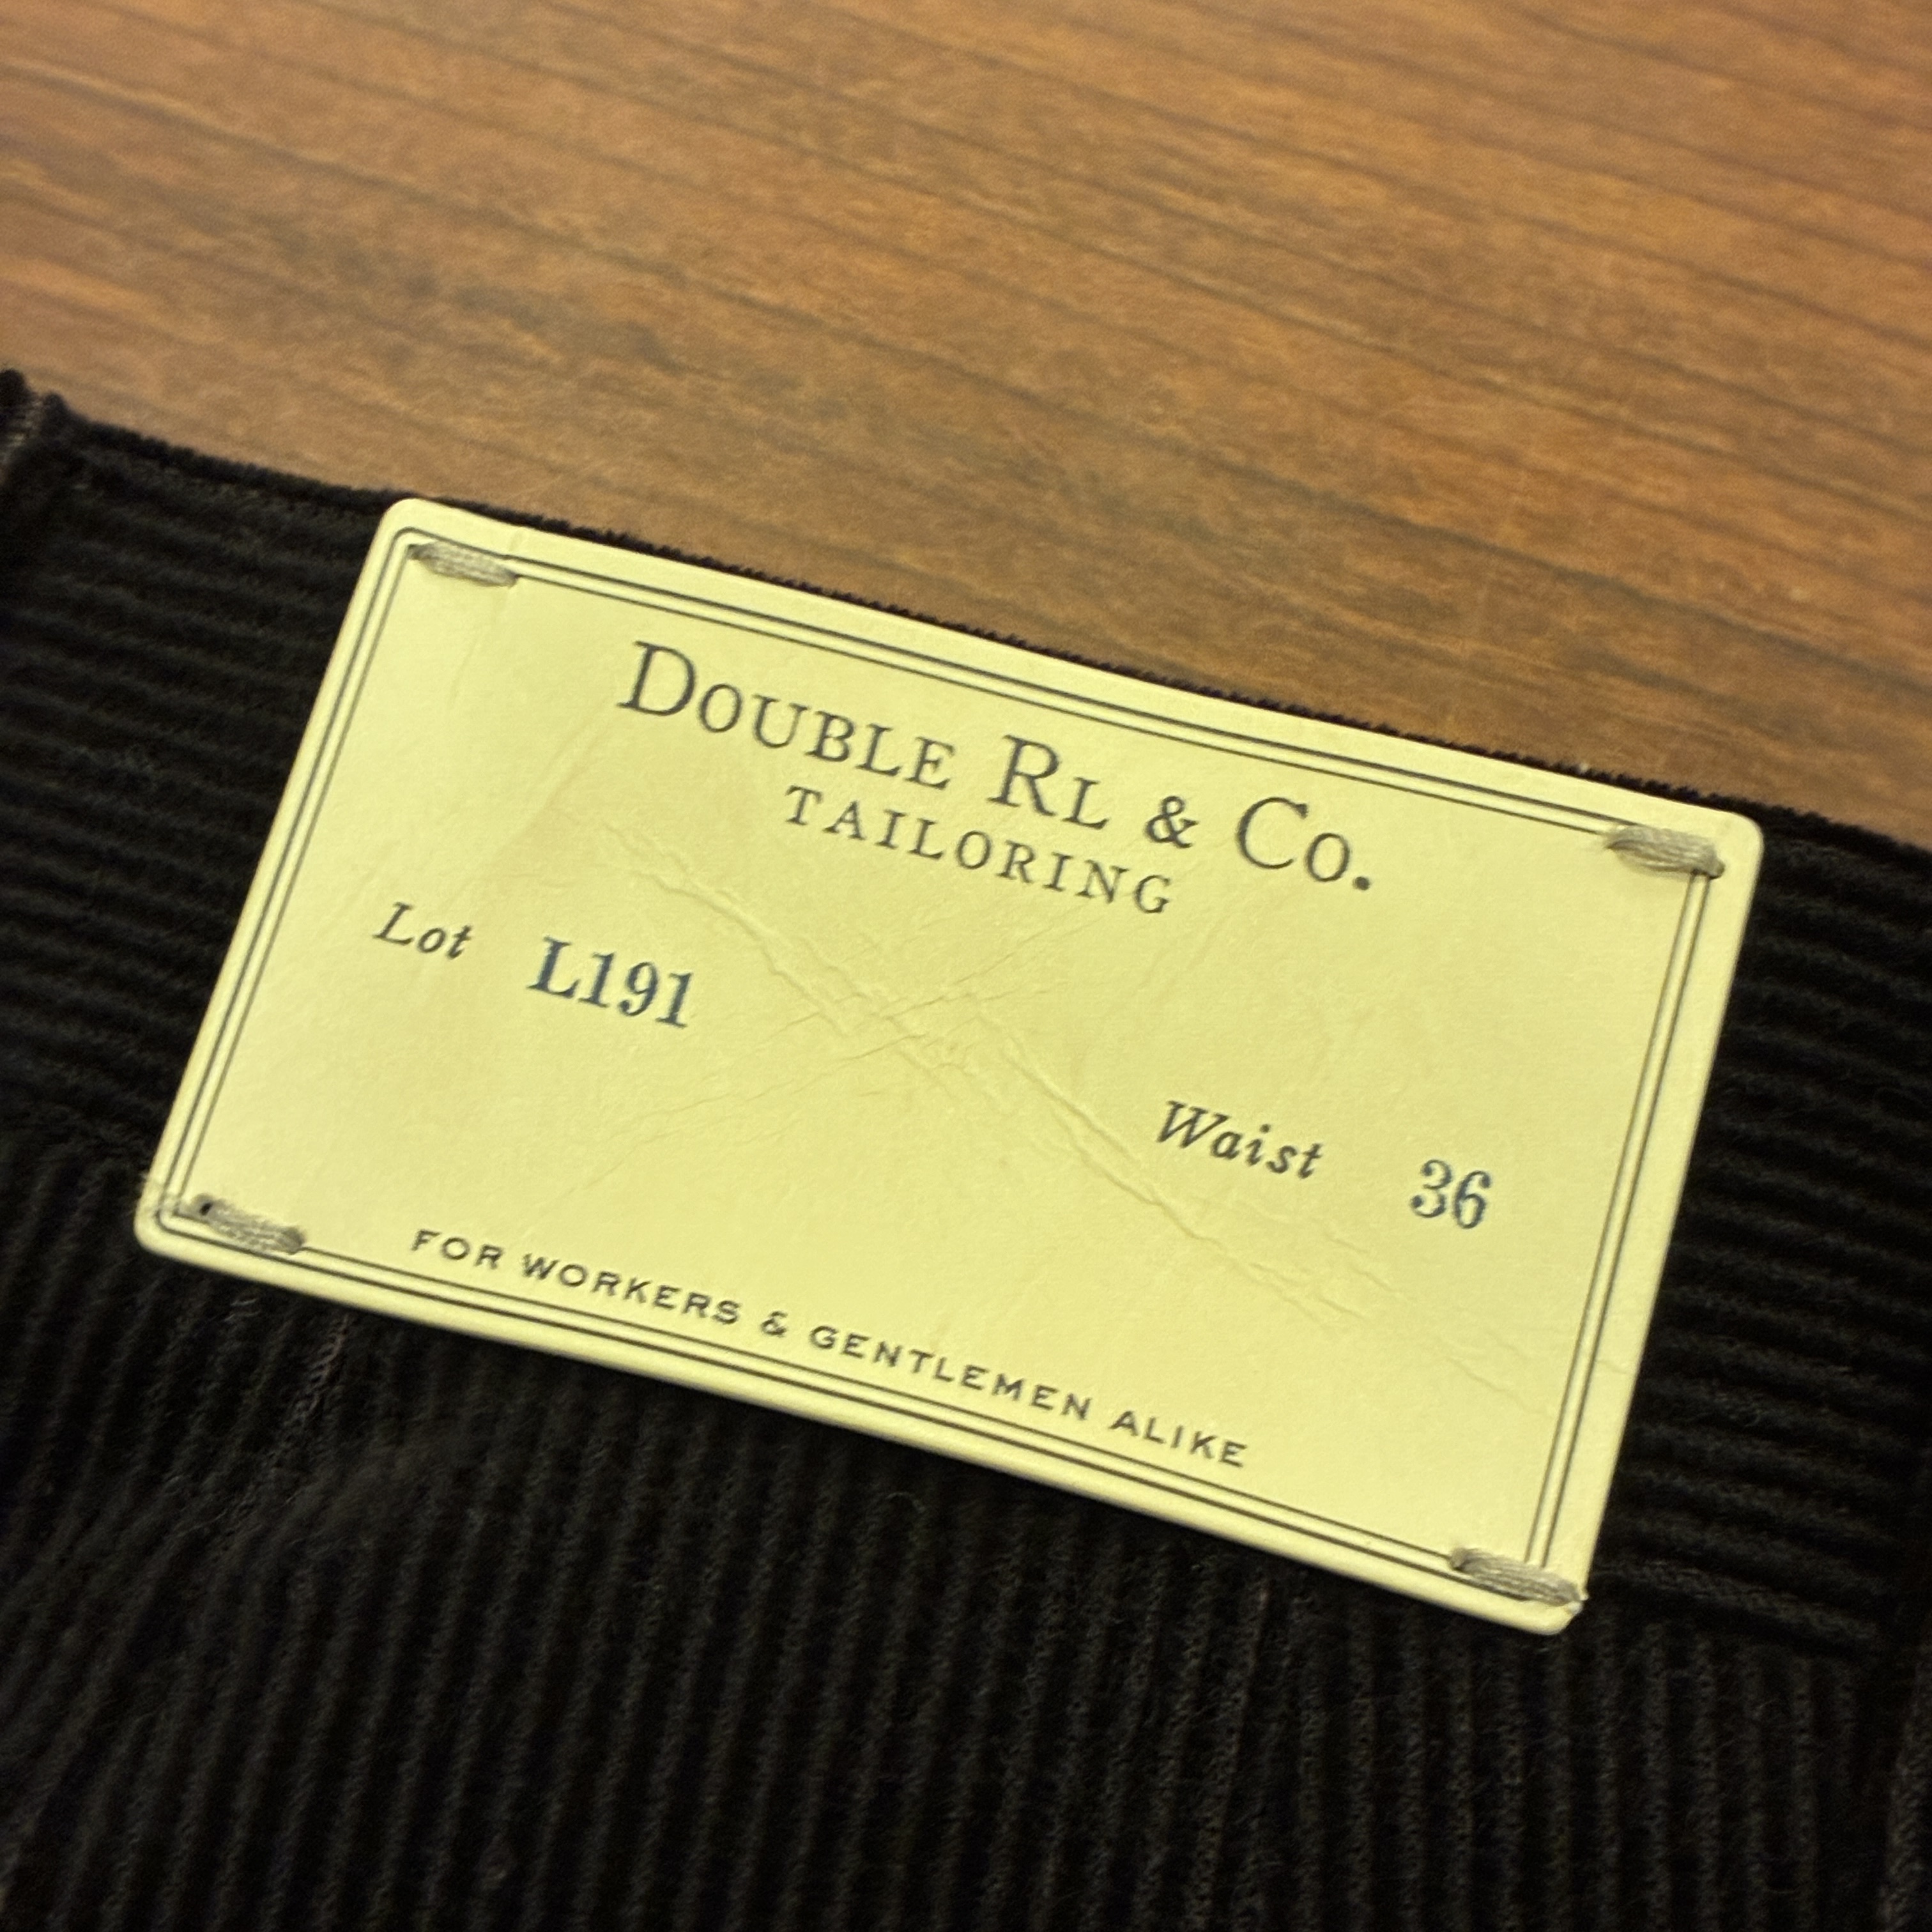 DOUBLE RL & CO.
TAILORING
Lot L191
Waist 36
FOR WORKERS & GENTLEMEN ALIKE